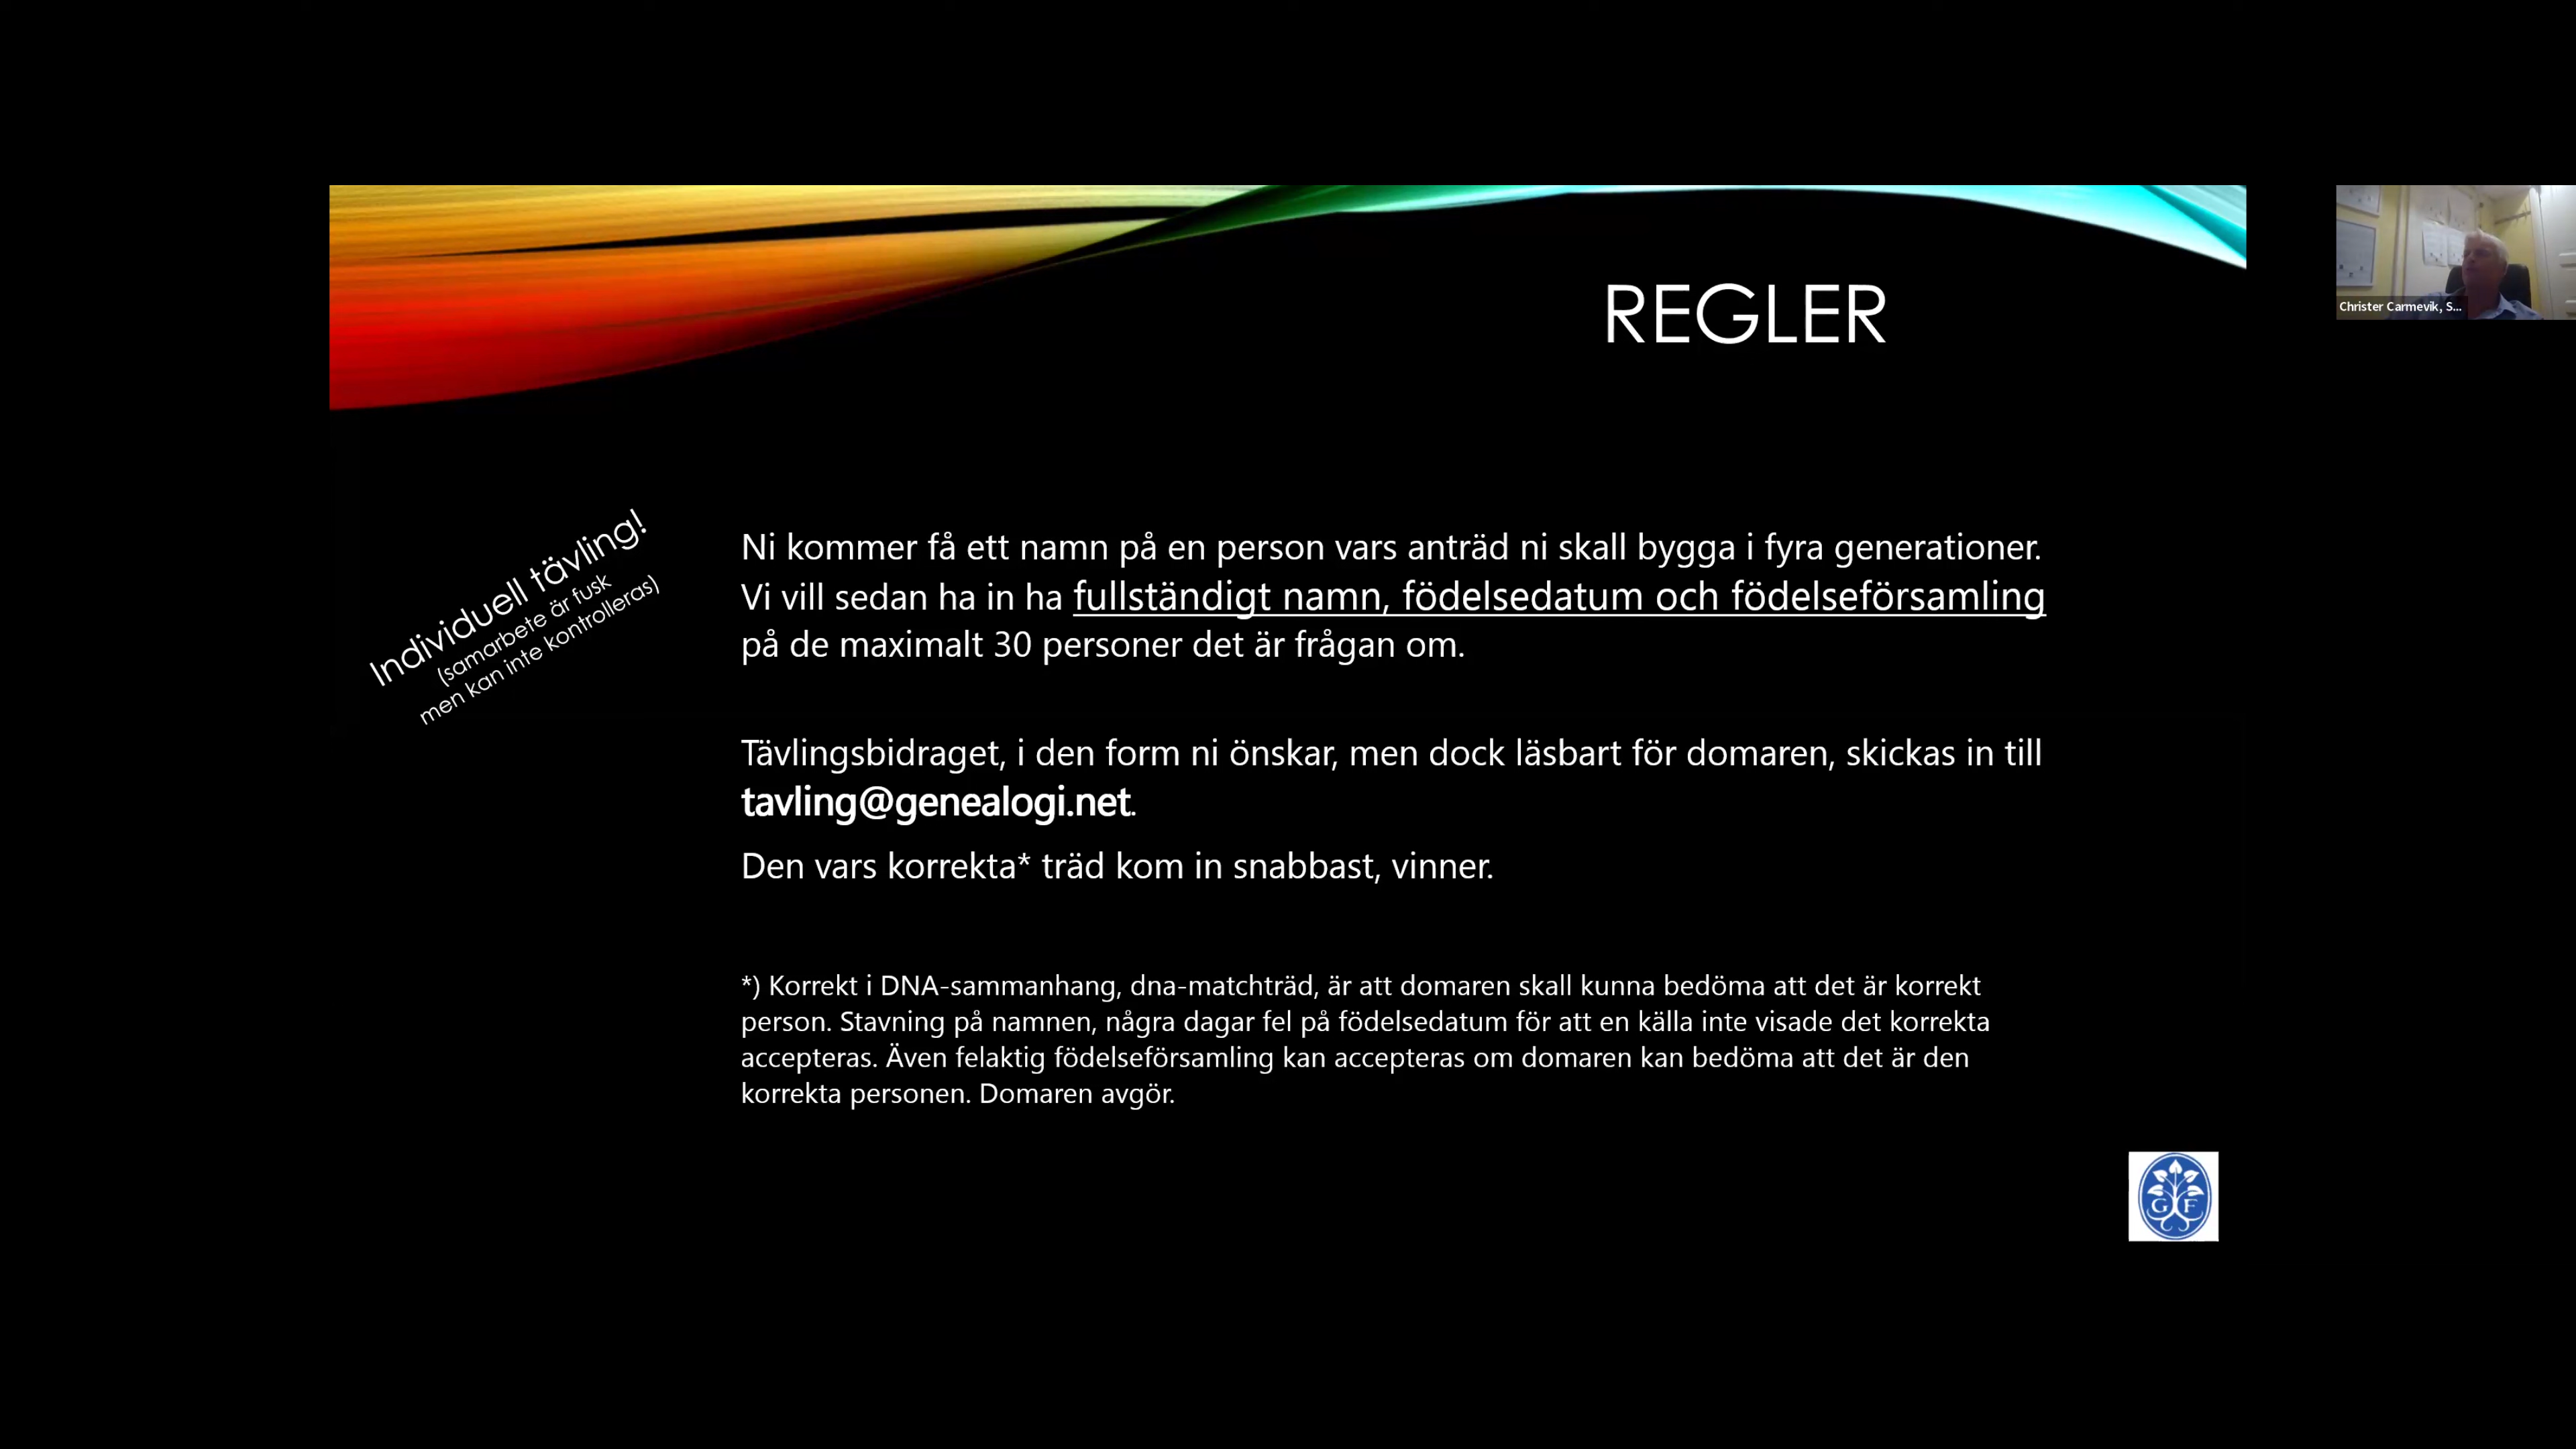 REGLER
Christer Carmevik, S...
Individuell tävling!
(samarbete är fusk
men kan inte kontrolleras)
Ni kommer få ett namn på en person vars anträd ni skall bygga i fyra generationer.
Vi vill sedan ha in ha fullständigt namn, födelsedatum och födelseförsamling
på de maximalt 30 personer det är frågan om.
Tävlingsbidraget, i den form ni önskar, men dock läsbart för domaren, skickas in till
tavling@genealogi.net.
Den vars korrekta* träd kom in snabbast, vinner.
*) Korrekt i DNA-sammanhang, dna-matchträd, är att domaren skall kunna bedöma att det är korrekt
person. Stavning på namnen, några dagar fel på födelsedatum för att en källa inte visade det korrekta
accepteras. Även felaktig födelseförsamling kan accepteras om domaren kan bedöma att det är den
korrekta personen. Domaren avgör.
G F